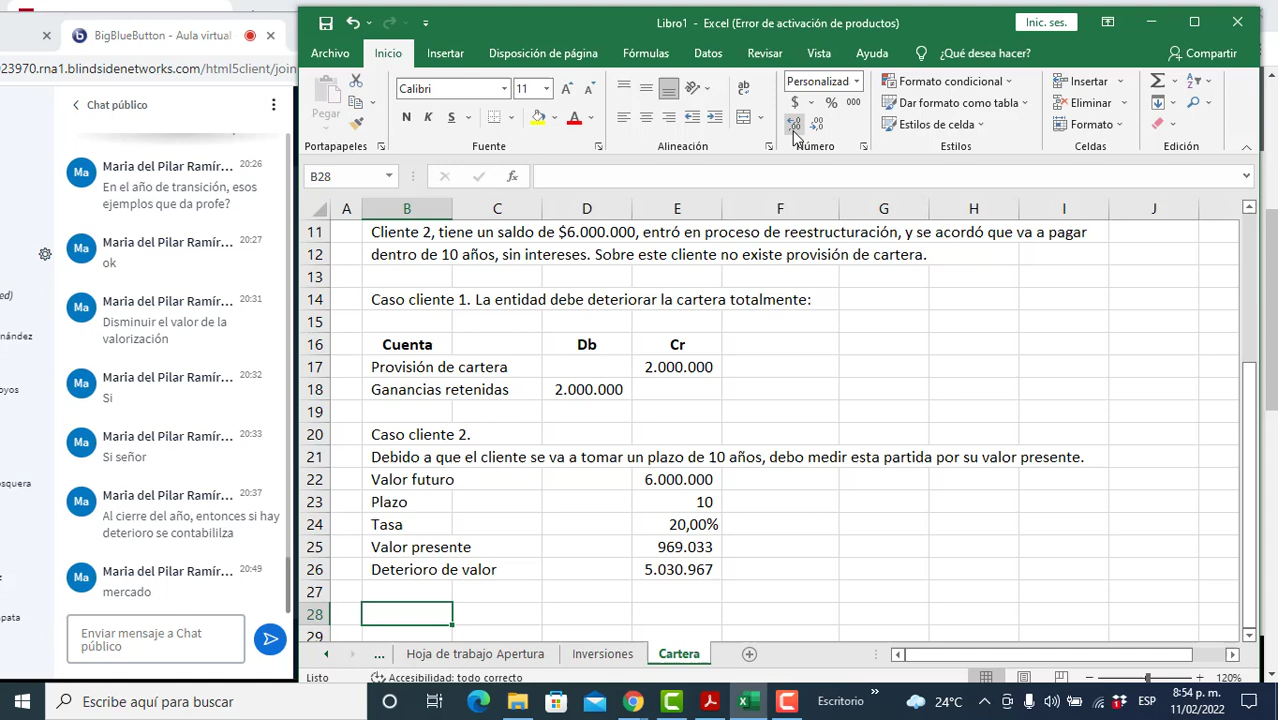 Libro1 - Excel (Error de activación de productos)
Inic. ses.
BigBlueButton - Aula virtual
23970.rna1.blindsidenetworks.com/html5client/join
Archivo Inicio Insertar Disposición de página Fórmulas Datos Revisar Vista Ayuda ¿Qué desea hacer? Compartir
Pegar
Calibri 11
N K S
Personalizad
$ % 000
Formato condicional
Dar formato como tabla
Estilos de celda
Insertar
Eliminar
Formato
Portapapeles Fuente Alineación Número Estilos Celdas Edición
B28
fx
Chat público
Ma Maria del Pilar Ramír... 20:26
En el año de transición, esos
ejemplos que da profe?
Ma Maria del Pilar Ramír... 20:27
ok
Ma Maria del Pilar Ramír... 20:31
Disminuir el valor de la
valorización
Ma Maria del Pilar Ramír... 20:32
Si
Ma Maria del Pilar Ramír... 20:33
Si señor
Ma Maria del Pilar Ramír... 20:37
Al cierre del año, entonces si hay
deterioro se contabililza
Ma Maria del Pilar Ramír... 20:49
mercado
Enviar mensaje a Chat
público
ed)
nández
oyos
squera
pata
A B C D E F G H I J
11 Cliente 2, tiene un saldo de $6.000.000, entró en proceso de reestructuración, y se acordó que va a pagar
12 dentro de 10 años, sin intereses. Sobre este cliente no existe provisión de cartera.
13
14 Caso cliente 1. La entidad debe deteriorar la cartera totalmente:
15
16 Cuenta Db Cr
17 Provisión de cartera 2.000.000
18 Ganancias retenidas 2.000.000
19
20 Caso cliente 2.
21 Debido a que el cliente se va a tomar un plazo de 10 años, debo medir esta partida por su valor presente.
22 Valor futuro 6.000.000
23 Plazo 10
24 Tasa 20,00%
25 Valor presente 969.033
26 Deterioro de valor 5.030.967
27
28
29
... Hoja de trabajo Apertura Inversiones Cartera
Listo Accesibilidad: todo correcto 120%
Escribe aquí para buscar
Escritorio
24°C
ESP
8:54 p. m.
11/02/2022